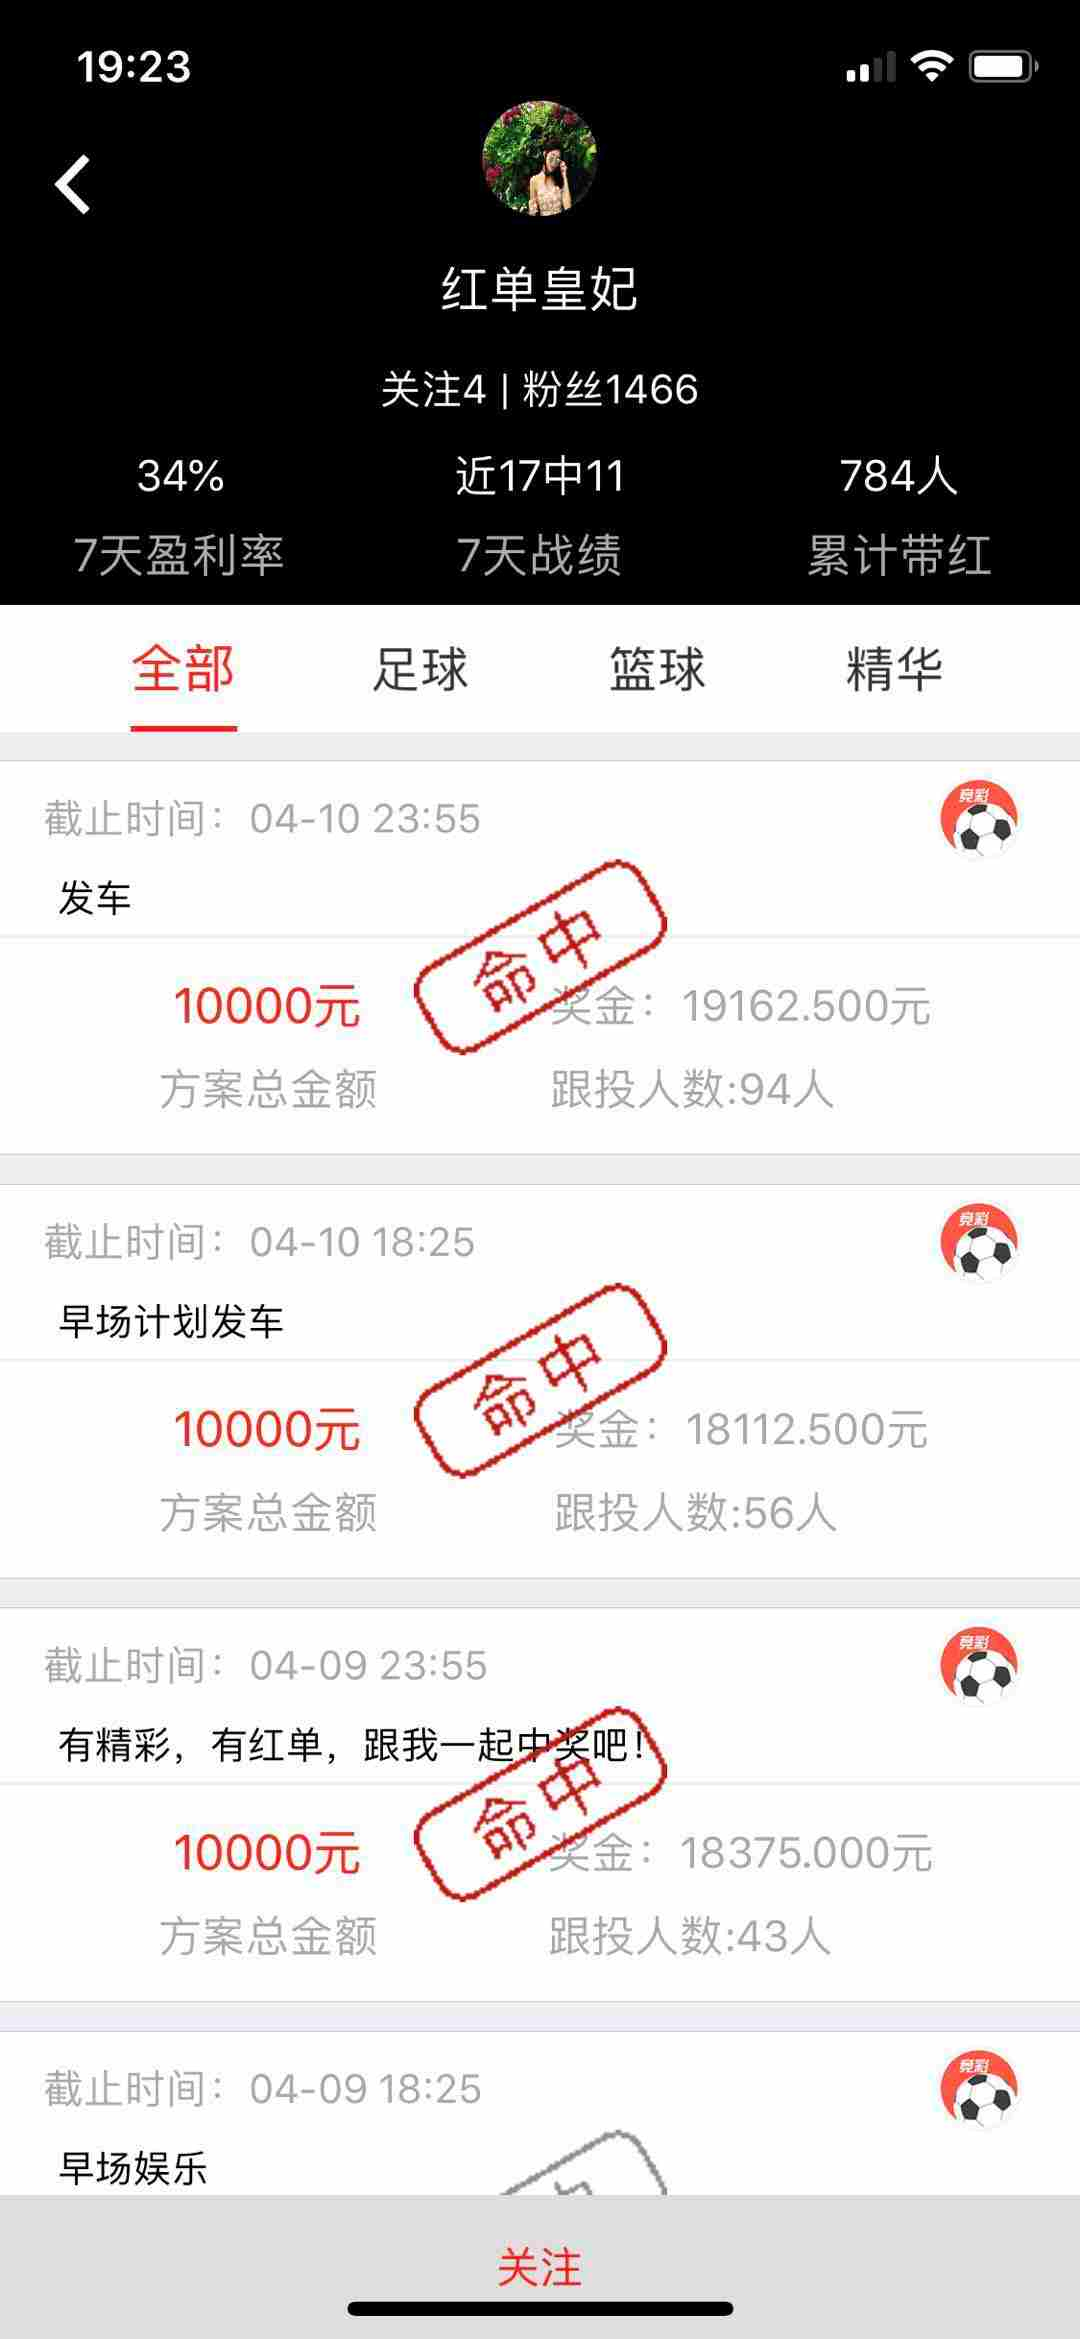 19:23
红单皇妃
关注4 | 粉丝1466
34% 近17中11 784人
7天盈利率 7天战绩 累计带红
全部 足球 篮球 精华
截止时间：04-10 23:55 竞彩
发车
命中
10000元 奖金：19162.500元
方案总金额 跟投人数:94人
截止时间：04-10 18:25 竞彩
早场计划发车
命中
10000元 奖金：18112.500元
方案总金额 跟投人数:56人
截止时间：04-09 23:55 竞彩
有精彩，有红单，跟我一起中奖吧！
命中
10000元 奖金：18375.000元
方案总金额 跟投人数:43人
截止时间：04-09 18:25 竞彩
早场娱乐
关注